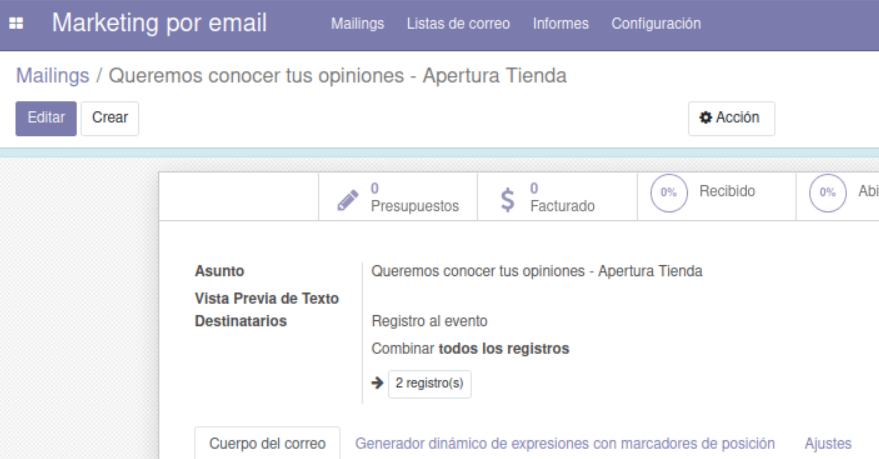 Marketing por email Mailings Listas de correo Informes Configuración
Mailings / Queremos conocer tus opiniones - Apertura Tienda
Editar Crear Acción
0 Presupuestos 0 Facturado 0% Recibido 0% Abi
Asunto Queremos conocer tus opiniones - Apertura Tienda
Vista Previa de Texto
Destinatarios Registro al evento
Combinar todos los registros
2 registro(s)
Cuerpo del correo Generador dinámico de expresiones con marcadores de posición Ajustes